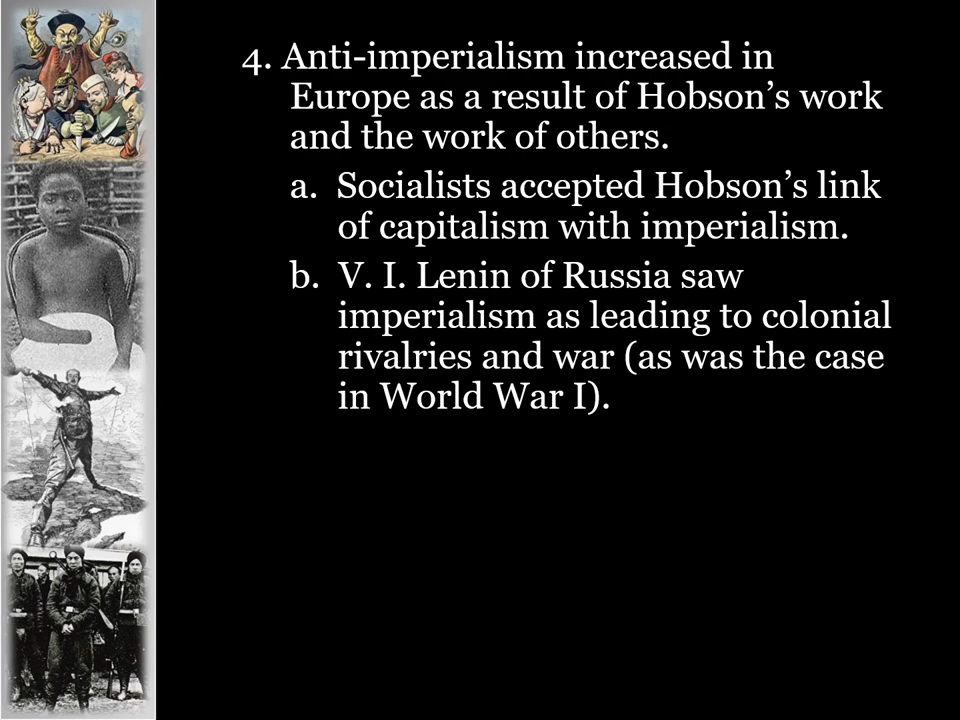 4. Anti-imperialism increased in
Europe as a result of Hobson’s work
and the work of others.
a. Socialists accepted Hobson’s link
of capitalism with imperialism.
b. V. I. Lenin of Russia saw
imperialism as leading to colonial
rivalries and war (as was the case
in World War I).